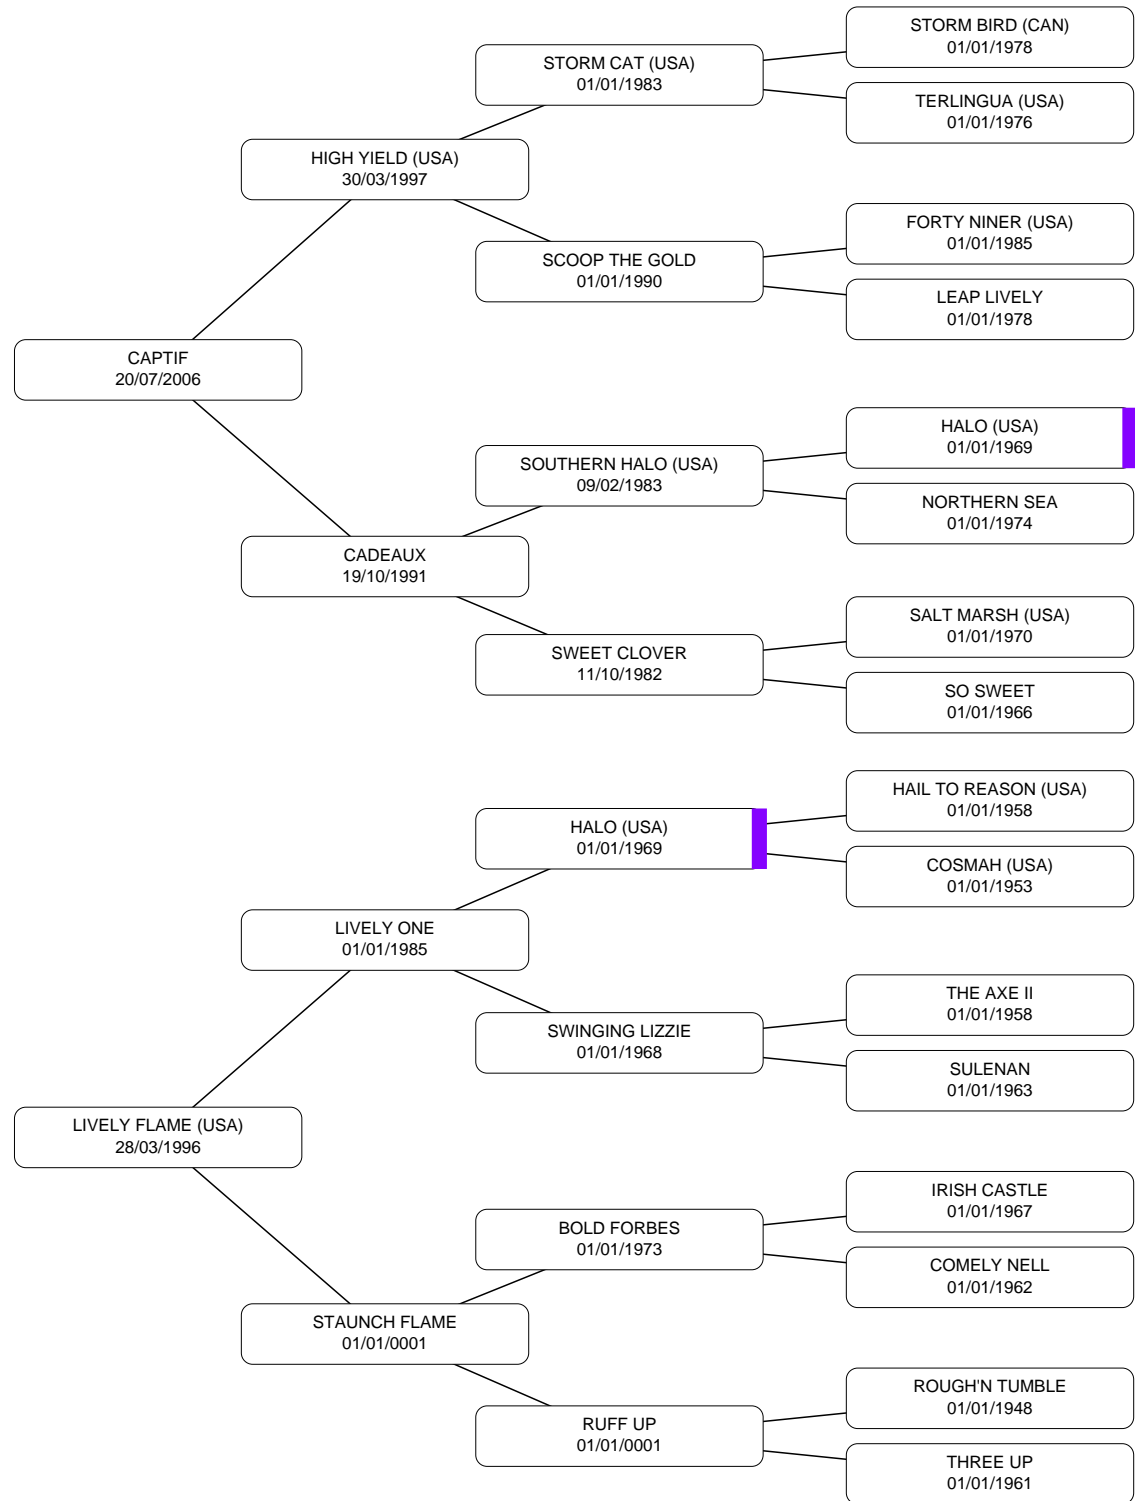 STORM BIRD (CAN)
01/01/1978
STORM CAT (USA)
01/01/1983
TERLINGUA (USA)
01/01/1976
HIGH YIELD (USA)
30/03/1997
FORTY NINER (USA)
01/01/1985
SCOOP THE GOLD
01/01/1990
LEAP LIVELY
01/01/1978
CAPTIF
20/07/2006
HALO (USA)
01/01/1969
SOUTHERN HALO (USA)
09/02/1983
NORTHERN SEA
01/01/1974
CADEAUX
19/10/1991
SALT MARSH (USA)
01/01/1970
SWEET CLOVER
11/10/1982
SO SWEET
01/01/1966
HAIL TO REASON (USA)
01/01/1958
HALO (USA)
01/01/1969
COSMAH (USA)
01/01/1953
LIVELY ONE
01/01/1985
THE AXE II
01/01/1958
SWINGING LIZZIE
01/01/1968
SULENAN
01/01/1963
LIVELY FLAME (USA)
28/03/1996
IRISH CASTLE
01/01/1967
BOLD FORBES
01/01/1973
COMELY NELL
01/01/1962
STAUNCH FLAME
01/01/0001
ROUGH'N TUMBLE
01/01/1948
RUFF UP
01/01/0001
THREE UP
01/01/1961